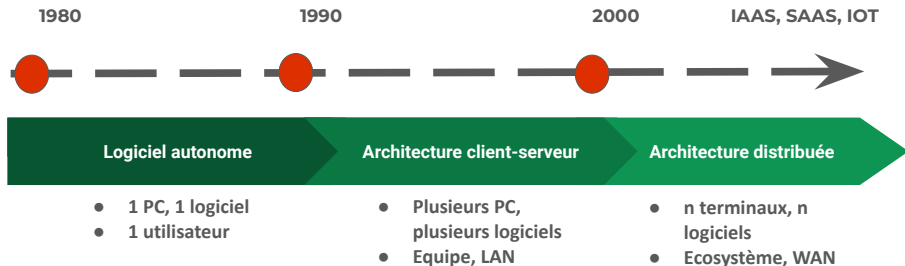 1980 1990 2000 IAAS, SAAS, IOT
Logiciel autonome Architecture client-serveur Architecture distribuée
● 1 PC, 1 logiciel
● 1 utilisateur
● Plusieurs PC,
plusieurs logiciels
● Equipe, LAN
● n terminaux, n
logiciels
● Ecosystème, WAN